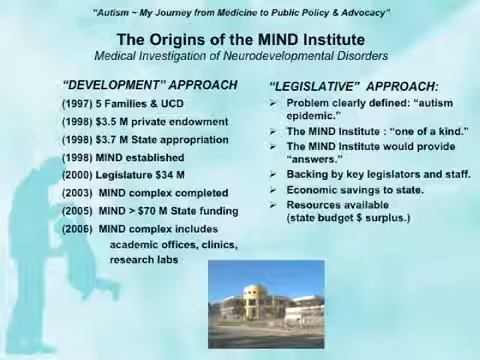 “Autism ~ My Journey from Medicine to Public Policy & Advocacy”
The Origins of the MIND Institute
Medical Investigation of Neurodevelopmental Disorders
“DEVELOPMENT” APPROACH
(1997) 5 Families & UCD
(1998) $3.5 M private endowment
(1998) $3.7 M State appropriation
(1998) MIND established
(2000) Legislature $34 M
(2003) MIND complex completed
(2005) MIND > $70 M State funding
(2006) MIND complex includes
academic offices, clinics,
research labs
“LEGISLATIVE” APPROACH:
➢ Problem clearly defined: “autism
epidemic.”
➢ The MIND Institute : “one of a kind.”
➢ The MIND Institute would provide
“answers.”
➢ Backing by key legislators and staff.
➢ Economic savings to state.
➢ Resources available
(state budget $ surplus.)